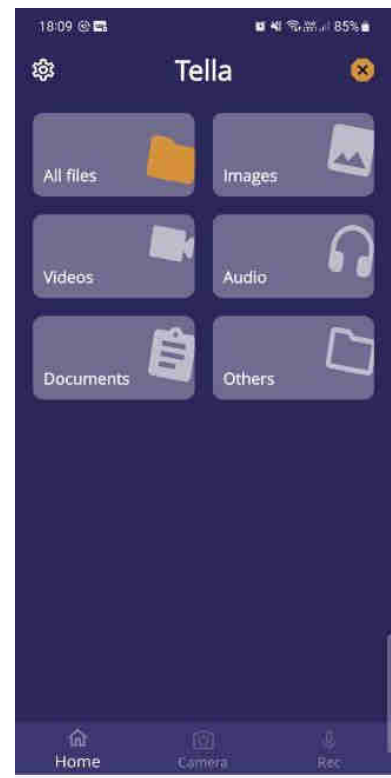 18:09 85%
Tella
All files Images
Videos Audio
Documents Others
Home Camera Rec